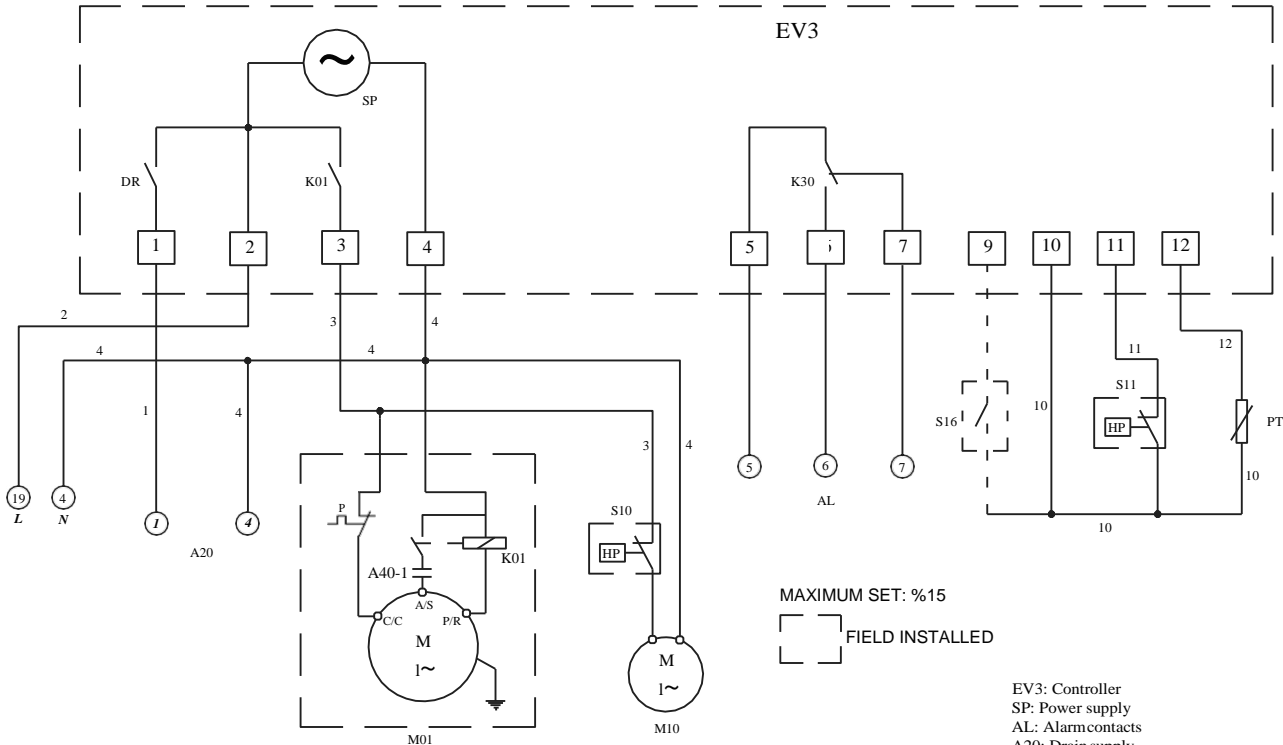 EV3
~
SP
DR
K01
K30
1
2
3
4
5
7
9
10
11
12
2
3
4
4
4
11
12
1
4
S11
S16
10
HP
PT
3
4
10
19
4
5
6
7
L
N
1
4
P
S10
AL
10
A20
HP
K01
A40-1
MAXIMUM SET: %15
A/S
C/C
P/R
FIELD INSTALLED
M
1~
M
1~
EV3: Controller
SP: Power supply
M10
AL: Alarmcontacts
M01
A20: Drain supply